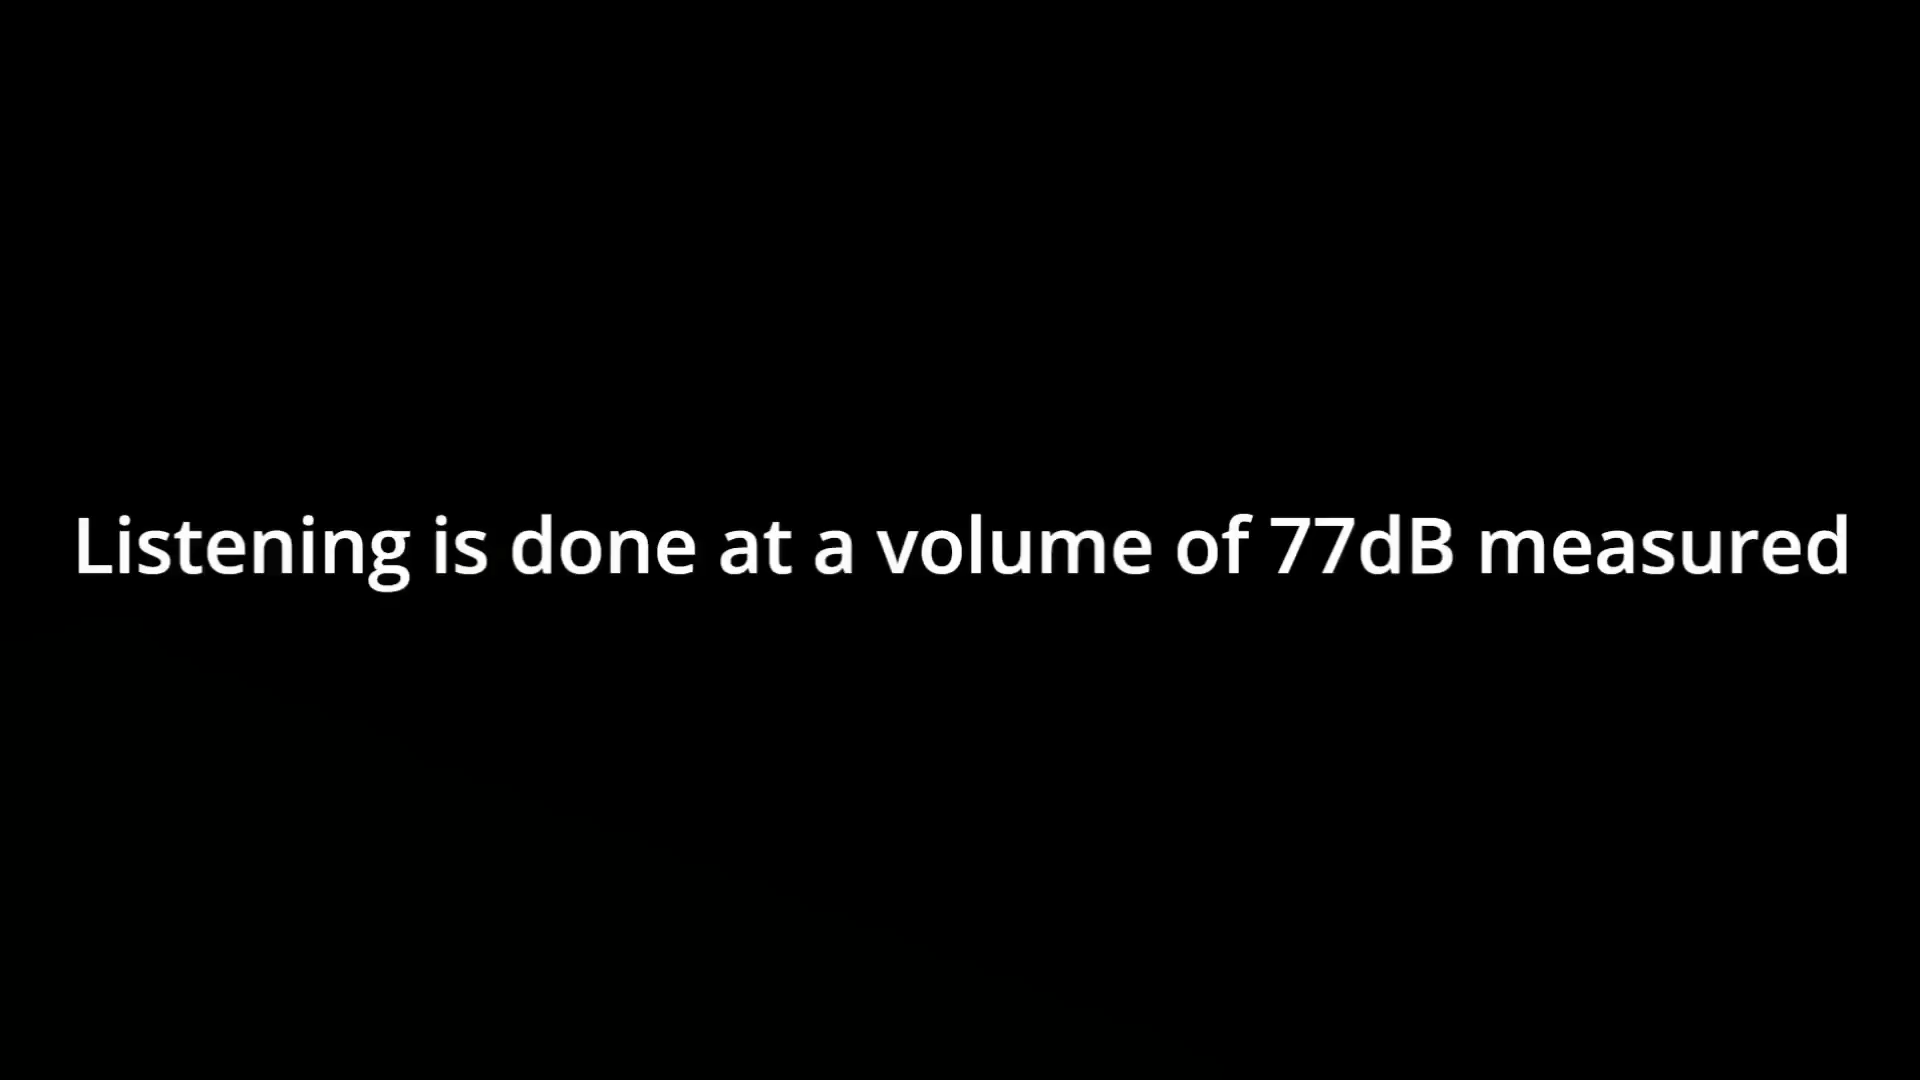 Listening is done at a volume of 77dB measured